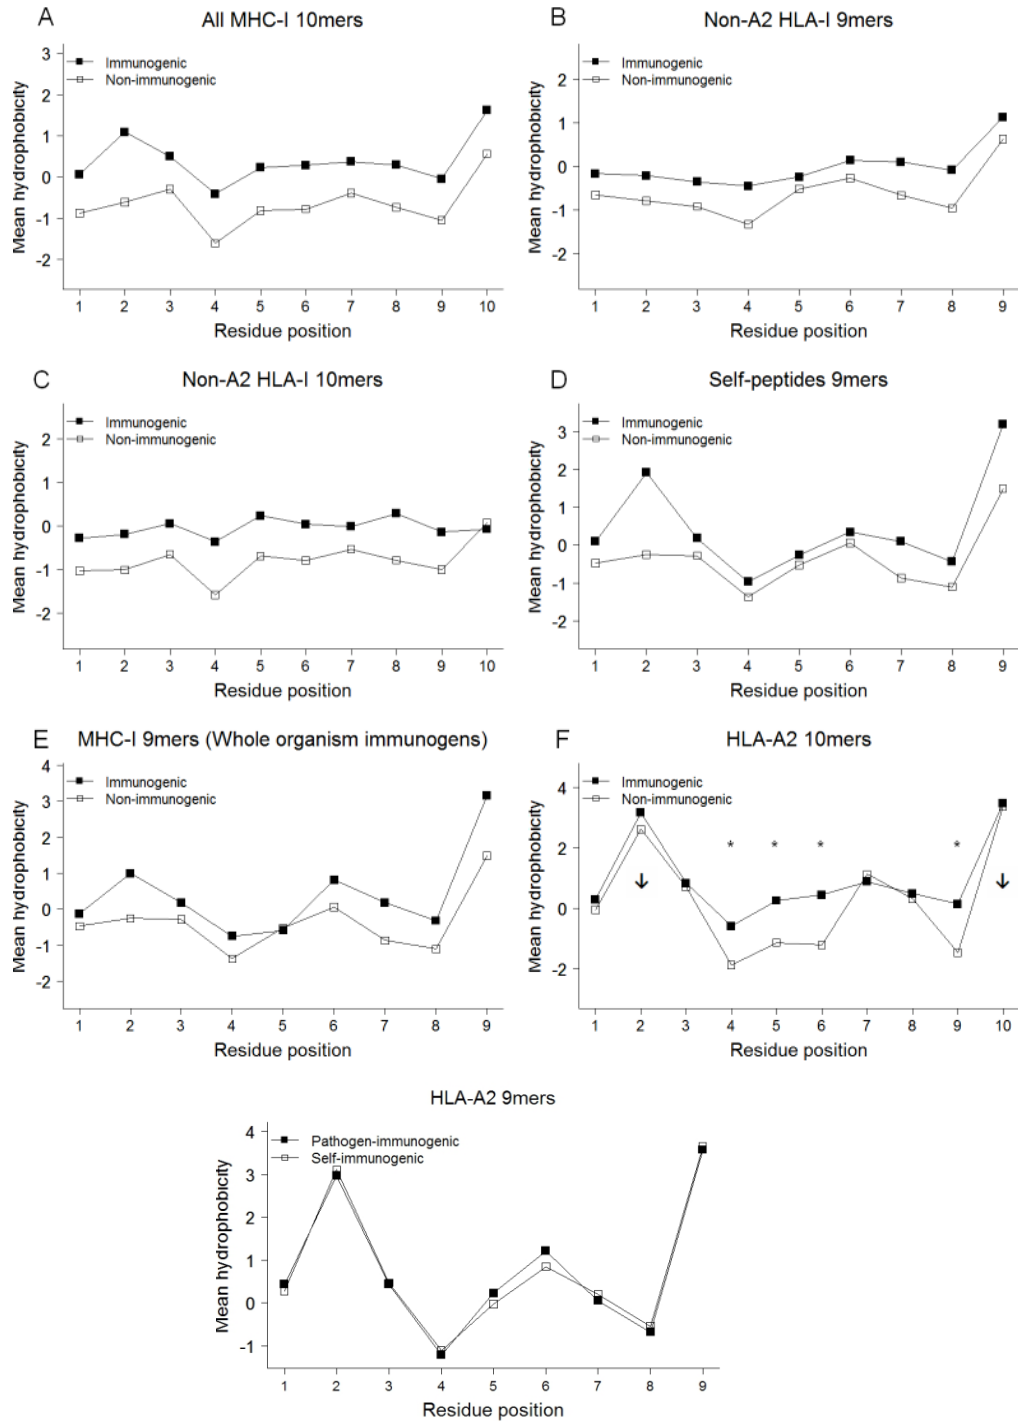 A
All MHC-I 10mers
Immunogenic
Non-immunogenic
Mean hydrophobicity
3
2
1
0
-1
-2
1 2 3 4 5 6 7 8 9 10
Residue position
B
Non-A2 HLA-I 9mers
Immunogenic
Non-immunogenic
Mean hydrophobicity
2
1
0
-1
-2
1 2 3 4 5 6 7 8 9
Residue position
C
Non-A2 HLA-I 10mers
Immunogenic
Non-immunogenic
Mean hydrophobicity
2
1
0
-1
-2
1 2 3 4 5 6 7 8 9 10
Residue position
D
Self-peptides 9mers
Immunogenic
Non-immunogenic
Mean hydrophobicity
3
2
1
0
-1
-2
1 2 3 4 5 6 7 8 9
Residue position
E
MHC-I 9mers (Whole organism immunogens)
Immunogenic
Non-immunogenic
Mean hydrophobicity
4
3
2
1
0
-1
-2
1 2 3 4 5 6 7 8 9
Residue position
F
HLA-A2 10mers
Immunogenic
Non-immunogenic
Mean hydrophobicity
4
2
0
-2
* * * *
1 2 3 4 5 6 7 8 9 10
Residue position
HLA-A2 9mers
Pathogen-immunogenic
Self-immunogenic
Mean hydrophobicity
4
3
2
1
0
-1
1 2 3 4 5 6 7 8 9
Residue position